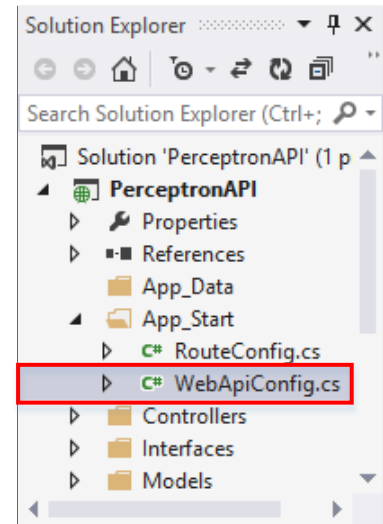 Solution Explorer
Search Solution Explorer (Ctrl+;
Solution 'PerceptronAPI' (1 p
PerceptronAPI
Properties
References
App_Data
App_Start
C# RouteConfig.cs
C# WebApiConfig.cs
Controllers
Interfaces
Models